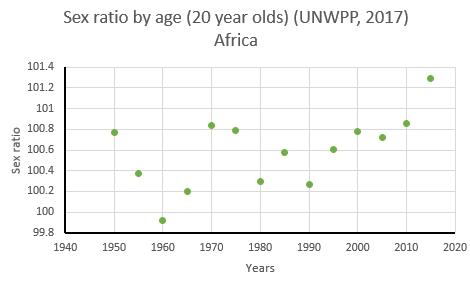 Sex ratio by age (20 year olds) (UNWPP, 2017)
Africa
101.4
101.2
101
100.8
100.6
100.4
100.2
100
99.8
Sex ratio
1940 1950 1960 1970 1980 1990 2000 2010 2020
Years